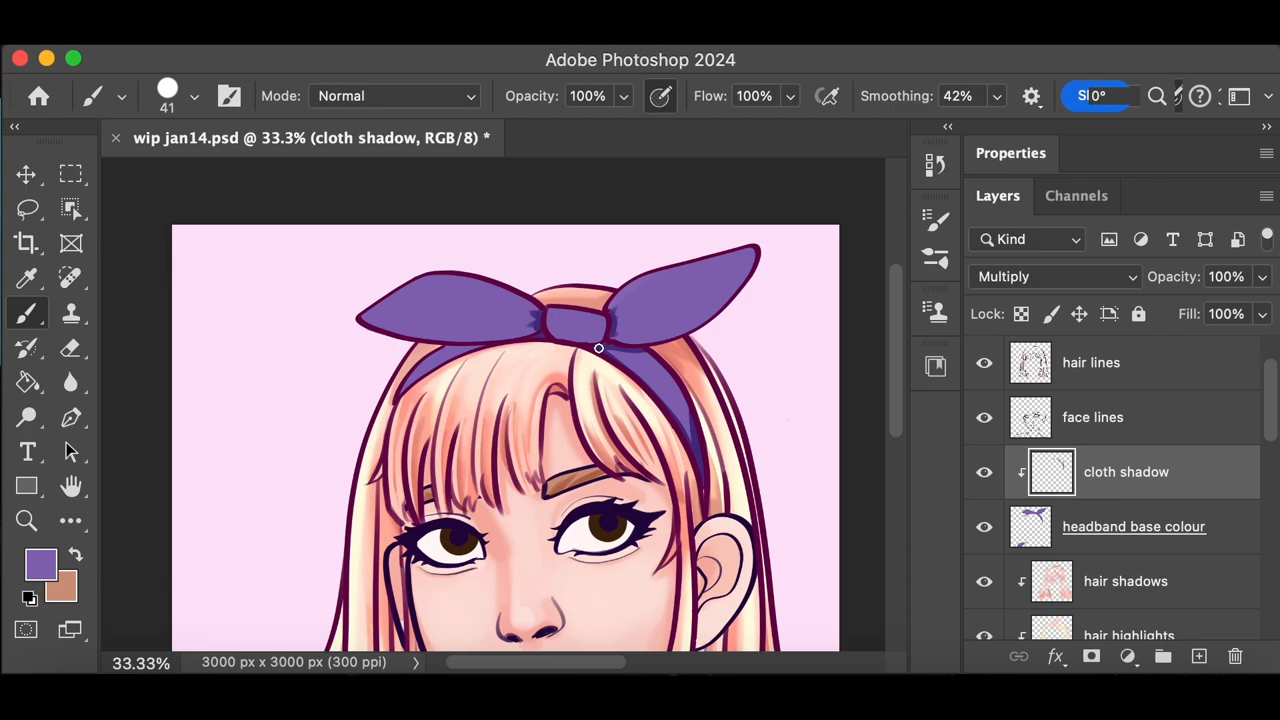 Adobe Photoshop 2024
41 Mode: Normal Opacity: 100% Flow: 100% Smoothing: 42% 0°
wip jan14.psd @ 33.3% (cloth shadow, RGB/8) *
Properties
Layers Channels
Kind
Multiply Opacity: 100%
Lock: Fill: 100%
hair lines
face lines
cloth shadow
headband base colour
hair shadows
hair highlights
33.33% 3000 px x 3000 px (300 ppi)